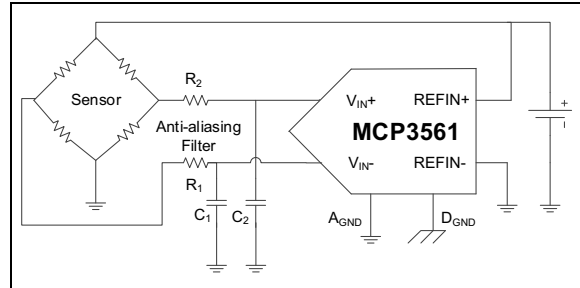 R2
Sensor
VIN+ REFIN+
Anti-aliasing
Filter
MCP3561
VIN- REFIN-
R1
C1 C2
AGND DGND
+
-